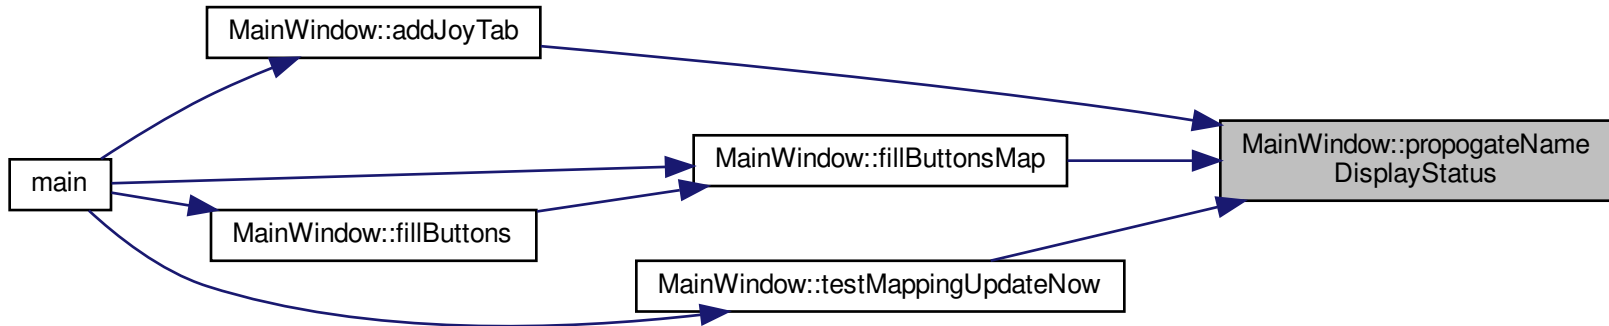 MainWindow::addJoyTab
MainWindow::propogateName
DisplayStatus
MainWindow::fillButtonsMap
main
MainWindow::fillButtons
MainWindow::testMappingUpdateNow